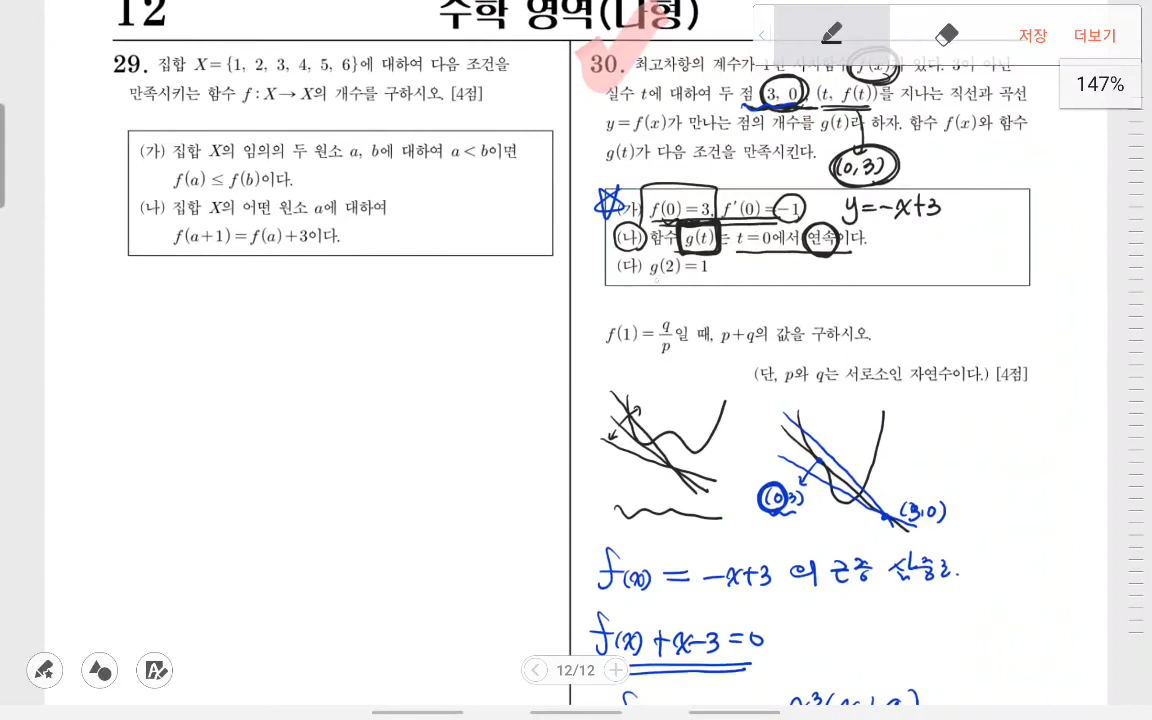 12
수학 영역(나형)
저장 더보기
147%
29. 집합 X={1, 2, 3, 4, 5, 6}에 대하여 다음 조건을
만족시키는 함수 f : X→X의 개수를 구하시오. [4점]
(가) 집합 X의 임의의 두 원소 a, b에 대하여 a<b이면
f(a)≤f(b)이다.
(나) 집합 X의 어떤 원소 a에 대하여
f(a+1)=f(a)+3이다.
30. 최고차항의 계수가 1인 사차함수 f(x)가 있다. 3이 아닌
실수 t에 대하여 두 점 (3, 0), (t, f(t))를 지나는 직선과 곡선
y=f(x)가 만나는 점의 개수를 g(t)라 하자. 함수 f(x)와 함수
g(t)가 다음 조건을 만족시킨다.
(0, 3)
(가) f(0)=3, f'(0)=-1
y=-x+3
(나) 함수 g(t)는 t=0에서 연속이다.
(다) g(2)=1
f(1)=q/p일 때, p+q의 값을 구하시오.
(단, p와 q는 서로소인 자연수이다.) [4점]
(0,3)
(3,0)
f(x) = -x+3 의 근중 삼중근.
f(x)+x-3=0
12/12